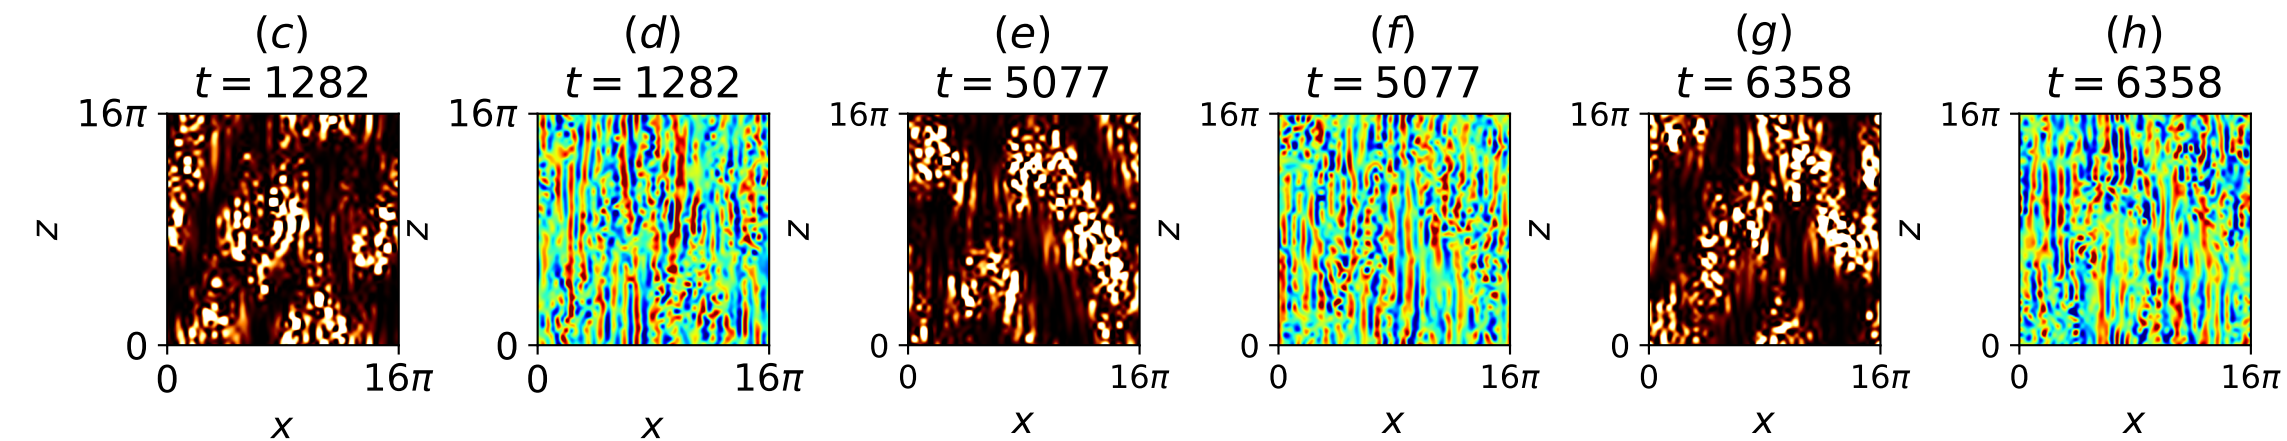 (c) (d) (e) (f) (g) (h)
t = 1282 t = 1282 t = 5077 t = 5077 t = 6358 t = 6358
16π 16π 16π 16π 16π 16π
z z z z z z
0 0 0 0 0 0
0 16π 0 16π 0 16π 0 16π 0 16π 0 16π
x x x x x x